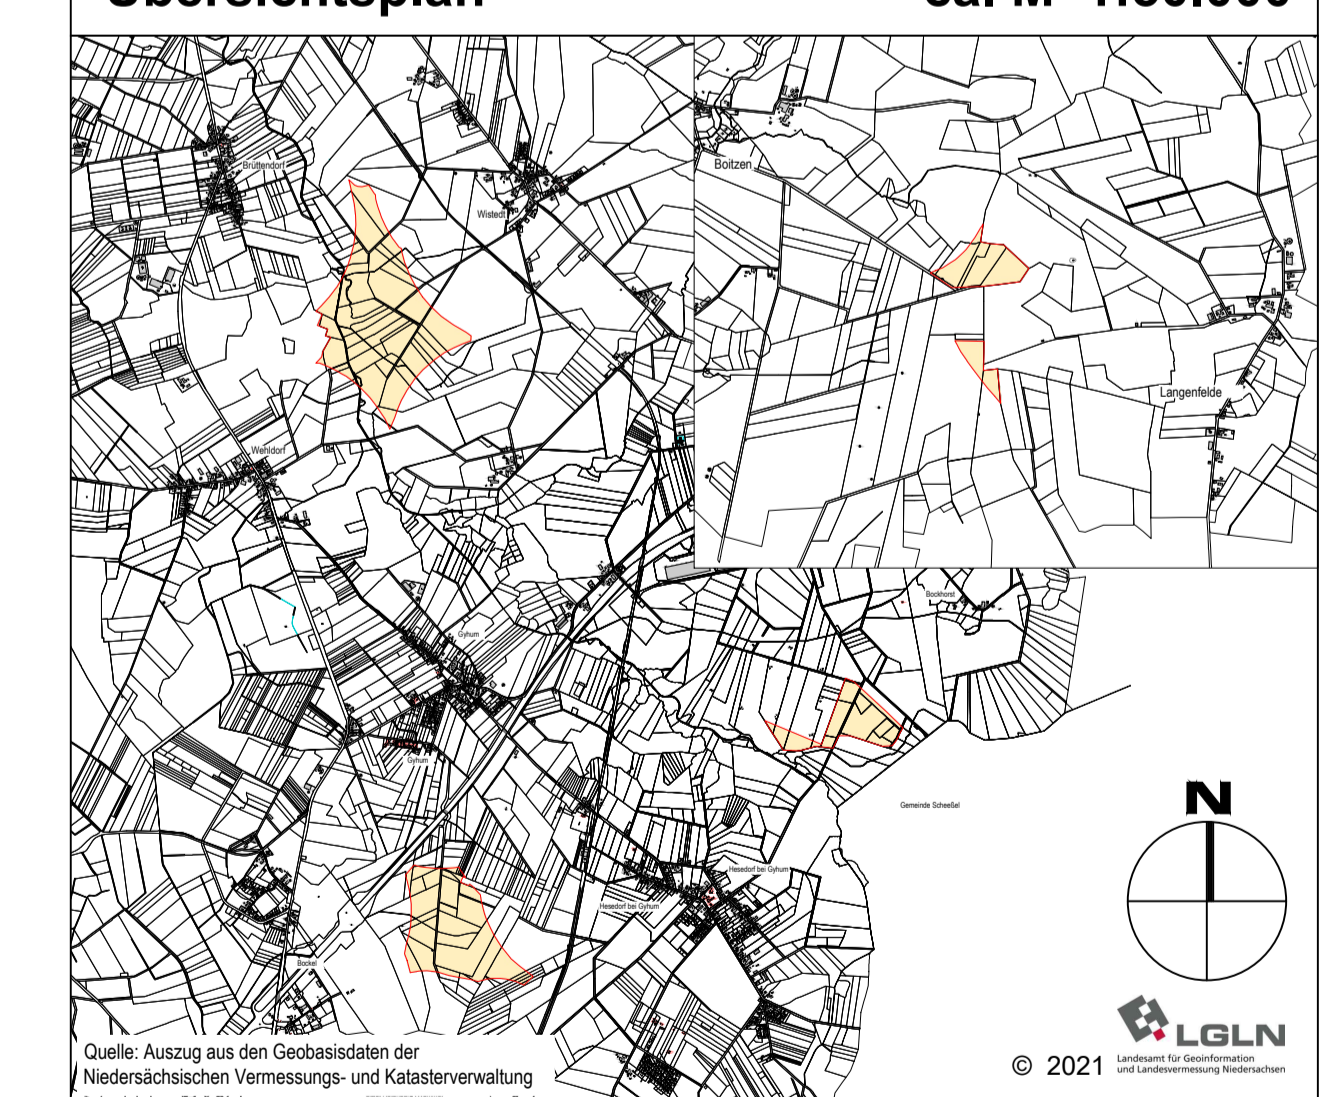 Übersichtsplan
Brüttendorf
Wistedt
Boitzen
Langenfelde
Wehldorf
Bockhorst
Gyhum
Gyhum
Gemeinde Scheeßel
N
Hesedorf bei Gyhum
Hesedorf bei Gyhum
Bockel
Quelle: Auszug aus den Geobasisdaten der
Niedersächsischen Vermessungs- und Katasterverwaltung
© 2021
LGLN
Landesamt für Geoinformation
und Landesvermessung Niedersachsen